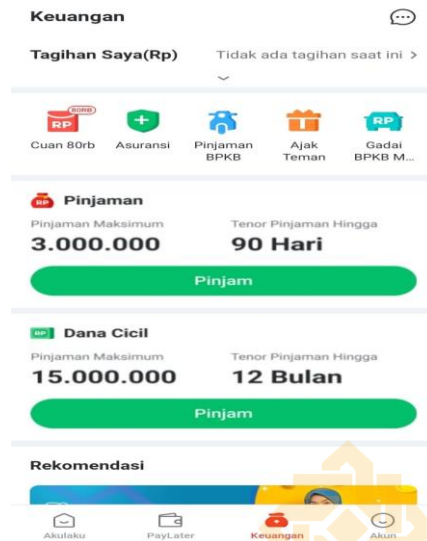 Keuangan
Tagihan Saya(Rp) Tidak ada tagihan saat ini >
80RB
RP RP
Cuan 80rb Asuransi Pinjaman BPKB Ajak Teman Gadai BPKB M...
RP Pinjaman
Pinjaman Maksimum Tenor Pinjaman Hingga
3.000.000 90 Hari
Pinjam
RP Dana Cicil
Pinjaman Maksimum Tenor Pinjaman Hingga
15.000.000 12 Bulan
Pinjam
Rekomendasi
Akulaku PayLater Keuangan Akun